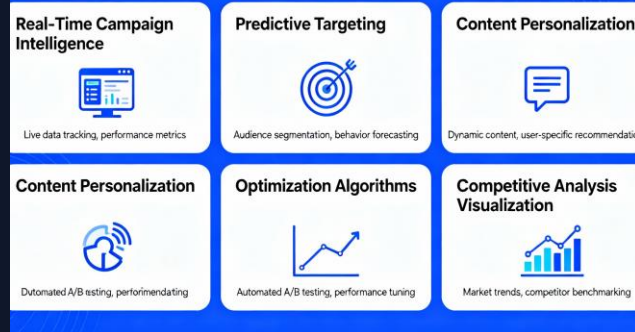 Real-Time Campaign
Intelligence
Live data tracking, performance metrics
Predictive Targeting
Audience segmentation, behavior forecasting
Content Personalization
Dynamic content, user-specific recommendatio
Content Personalization
Dutomated A/B testing, perforimendating
Optimization Algorithms
Automated A/B testing, performance tuning
Competitive Analysis
Visualization
Market trends, competitor benchmarking